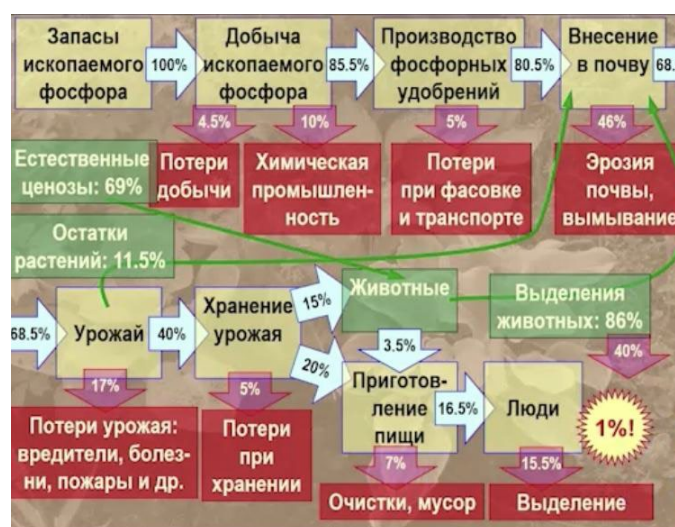 Запасы
ископаемого
фосфора
100%
Добыча
ископаемого
фосфора
85.5%
Производство
фосфорных
удобрений
80.5%
Внесение
в почву
68.
4.5%
10%
5%
46%
Естественные
ценозы: 69%
Потери
добычи
Химическая
промышлен-
ность
Потери
при фасовке
и транспорте
Эрозия
почвы,
вымывание
Остатки
растений: 11.5%
68.5%
Урожай
40%
Хранение
урожая
15%
20%
Животные
Выделения
животных: 86%
3.5%
40%
17%
5%
Приготов-
ление
пищи
16.5%
Люди
1%!
Потери урожая:
вредители, болез-
ни, пожары и др.
Потери
при
хранении
7%
15.5%
Очистки, мусор
Выделение